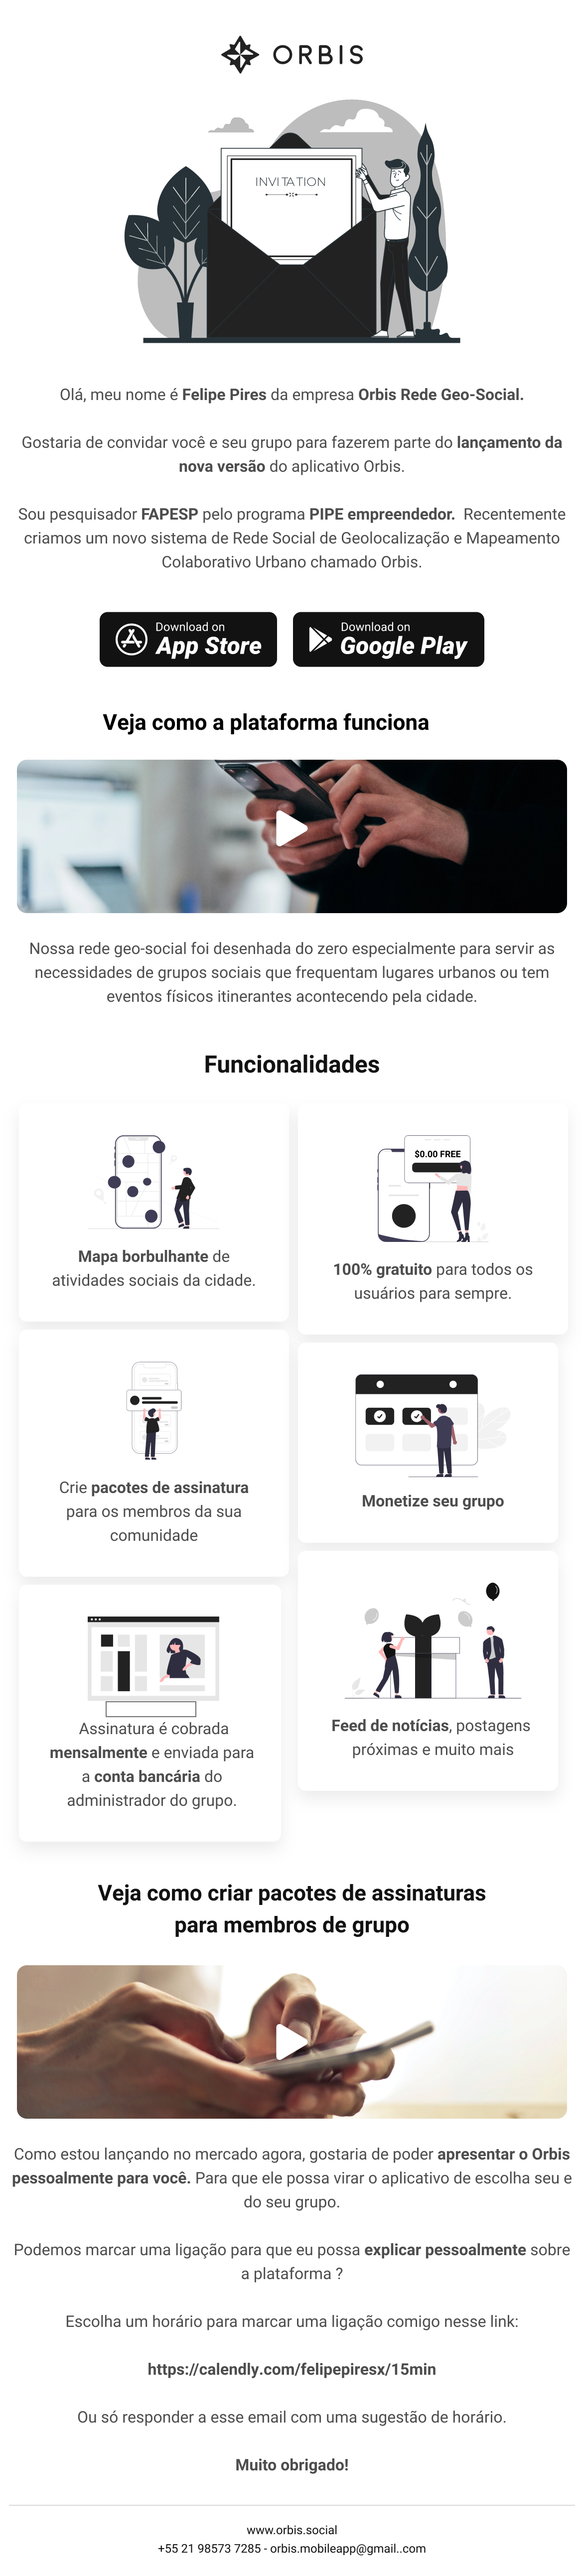 ORBIS
INVITATION
Olá, meu nome é Felipe Pires da empresa Orbis Rede Geo-Social.
Gostaria de convidar você e seu grupo para fazerem parte do lançamento da
nova versão do aplicativo Orbis.
Sou pesquisador FAPESP pelo programa PIPE empreendedor. Recentemente
criamos um novo sistema de Rede Social de Geolocalização e Mapeamento
Colaborativo Urbano chamado Orbis.
Download on
App Store
Download on
Google Play
Veja como a plataforma funciona
Nossa rede geo-social foi desenhada do zero especialmente para servir as
necessidades de grupos sociais que frequentam lugares urbanos ou tem
eventos físicos itinerantes acontecendo pela cidade.
Funcionalidades
Mapa borbulhante de
atividades sociais da cidade.
$0.00 FREE
100% gratuito para todos os
usuários para sempre.
Crie pacotes de assinatura
para os membros da sua
comunidade
Monetize seu grupo
Assinatura é cobrada
mensalmente e enviada para
a conta bancária do
administrador do grupo.
Feed de notícias, postagens
próximas e muito mais
Veja como criar pacotes de assinaturas
para membros de grupo
Como estou lançando no mercado agora, gostaria de poder apresentar o Orbis
pessoalmente para você. Para que ele possa virar o aplicativo de escolha seu e
do seu grupo.
Podemos marcar uma ligação para que eu possa explicar pessoalmente sobre
a plataforma ?
Escolha um horário para marcar uma ligação comigo nesse link:
https://calendly.com/felipepiresx/15min
Ou só responder a esse email com uma sugestão de horário.
Muito obrigado!
www.orbis.social
+55 21 98573 7285 - orbis.mobileapp@gmail..com